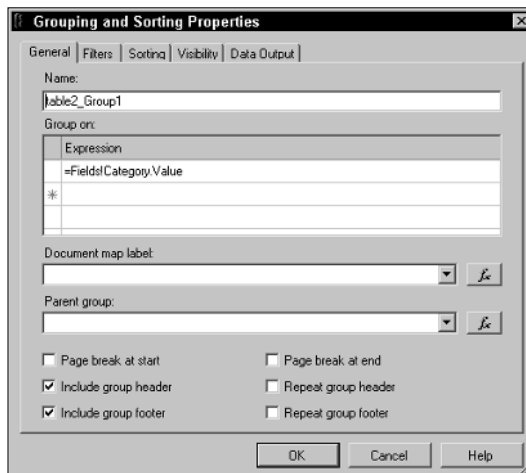 Grouping and Sorting Properties
General Filters Sorting Visibility Data Output
Name:
table2_Group1
Group on:
Expression
=Fields!Category.Value
Document map label:
fx
Parent group:
fx
Page break at start Page break at end
Include group header Repeat group header
Include group footer Repeat group footer
OK Cancel Help